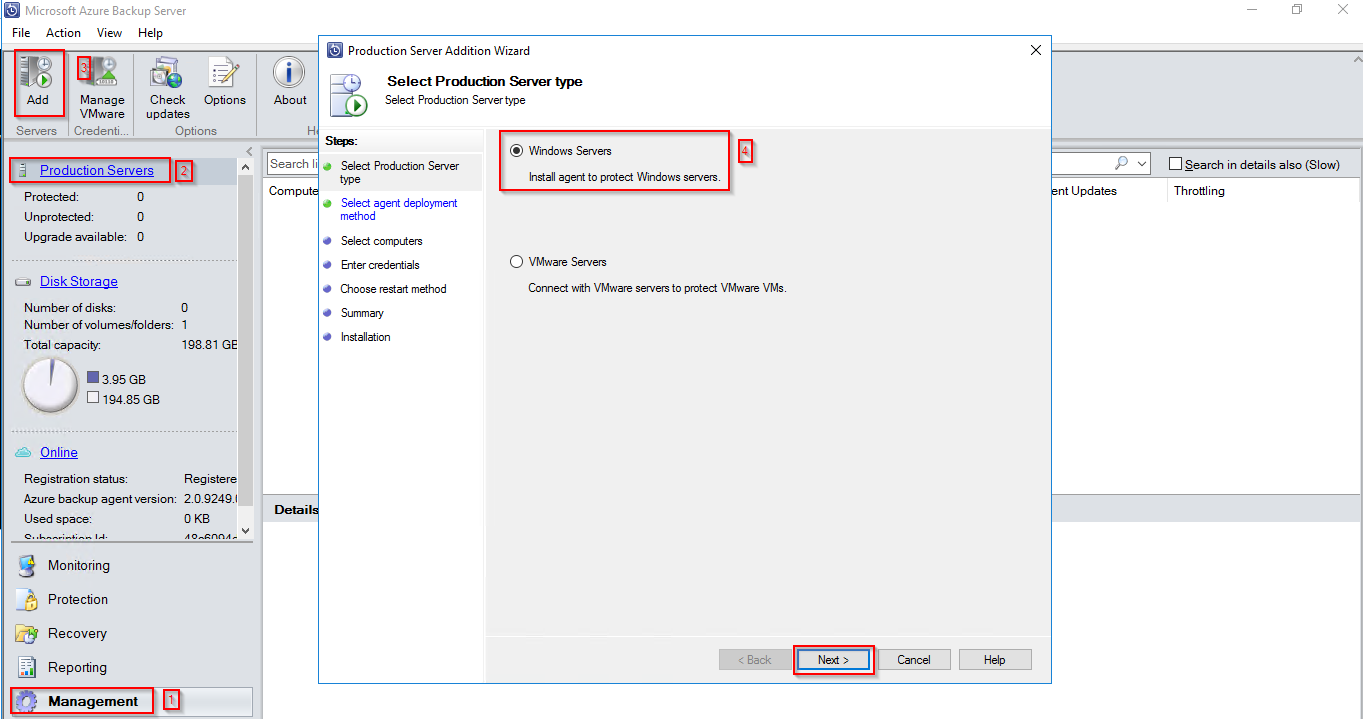 Microsoft Azure Backup Server
File Action View Help
Add
Servers
3
Manage
VMware
Credenti...
Check
updates
Options
Options
About
Production Servers 2
Protected: 0
Unprotected: 0
Upgrade available: 0
Disk Storage
Number of disks: 0
Number of volumes/folders: 1
Total capacity: 198.81 GB
3.95 GB
194.85 GB
Online
Registration status: Registere
Azure backup agent version: 2.0.9249.
Used space: 0 KB
Subscription Id:
Monitoring
Protection
Recovery
Reporting
Management 1
Search li
Search in details also (Slow)
Compute
ent Updates
Throttling
Details
Production Server Addition Wizard
Select Production Server type
Select Production Server type
Steps:
Select Production Server
type
Select agent deployment
method
Select computers
Enter credentials
Choose restart method
Summary
Installation
Windows Servers 4
Install agent to protect Windows servers.
VMware Servers
Connect with VMware servers to protect VMware VMs.
< Back Next > Cancel Help